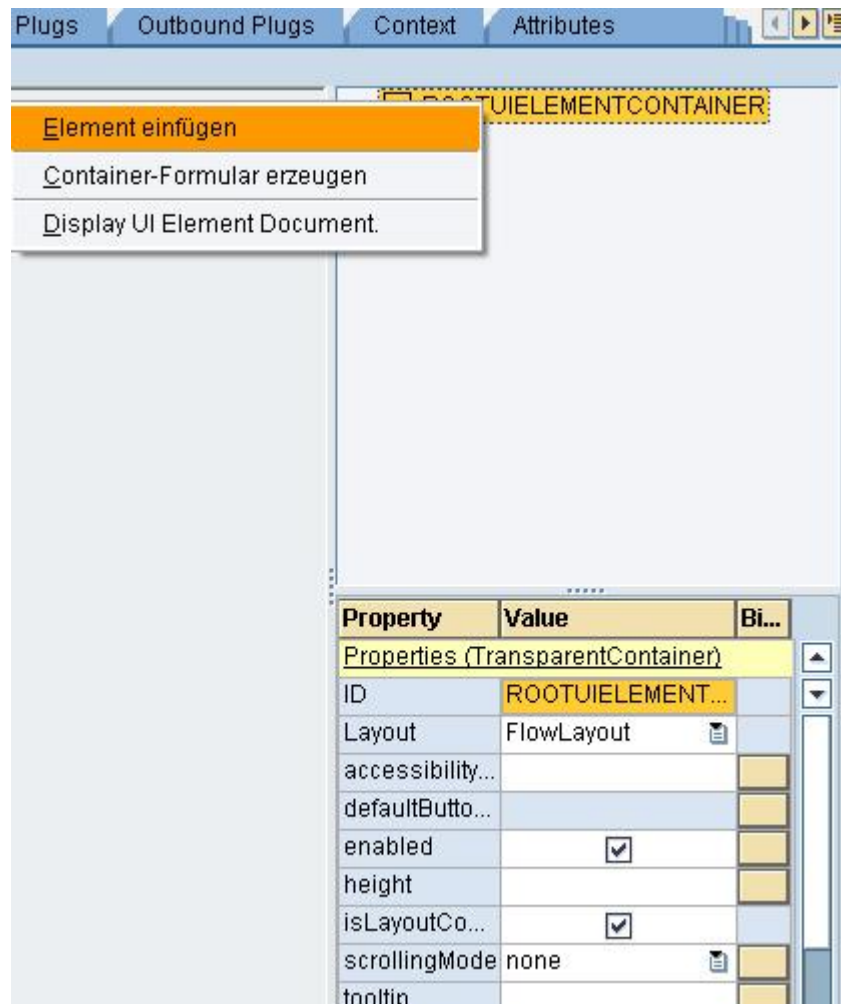 Plugs Outbound Plugs Context Attributes
ROOTUIELEMENTCONTAINER
Element einfügen
Container-Formular erzeugen
Display UI Element Document.
Property Value Bi...
Properties (TransparentContainer)
ID ROOTUIELEMENT...
Layout FlowLayout
accessibility...
defaultButto...
enabled
height
isLayoutCo...
scrollingMode none
tooltip